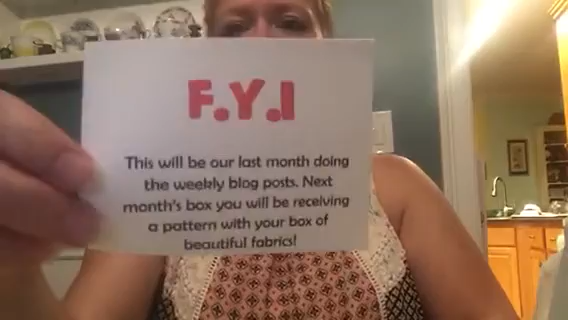 F.Y.I
This will be our last month doing
the weekly blog posts. Next
month's box you will be receiving
a pattern with your box of
beautiful fabrics!